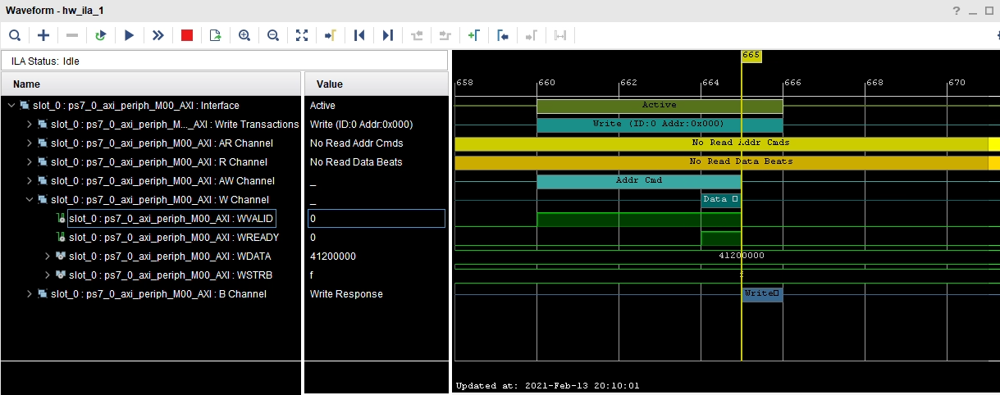 Waveform - hw_ila_1
?
ILA Status: Idle
Name
Value
slot_0 : ps7_0_axi_periph_M00_AXI : Interface
Active
slot_0 : ps7_0_axi_periph_M..._AXI : Write Transactions
Write (ID:0 Addr:0x000)
slot_0 : ps7_0_axi_periph_M00_AXI : AR Channel
No Read Addr Cmds
slot_0 : ps7_0_axi_periph_M00_AXI : R Channel
No Read Data Beats
slot_0 : ps7_0_axi_periph_M00_AXI : AW Channel
_
slot_0 : ps7_0_axi_periph_M00_AXI : W Channel
_
slot_0 : ps7_0_axi_periph_M00_AXI : WVALID
0
slot_0 : ps7_0_axi_periph_M00_AXI : WREADY
0
slot_0 : ps7_0_axi_periph_M00_AXI : WDATA
41200000
slot_0 : ps7_0_axi_periph_M00_AXI : WSTRB
f
slot_0 : ps7_0_axi_periph_M00_AXI : B Channel
Write Response
665
658 660 662 664 666 668 670
Active
Write (ID:0 Addr:0x000)
No Read Addr Cmds
No Read Data Beats
Addr Cmd
Data
41200000
f
Write
Updated at: 2021-Feb-13 20:10:01